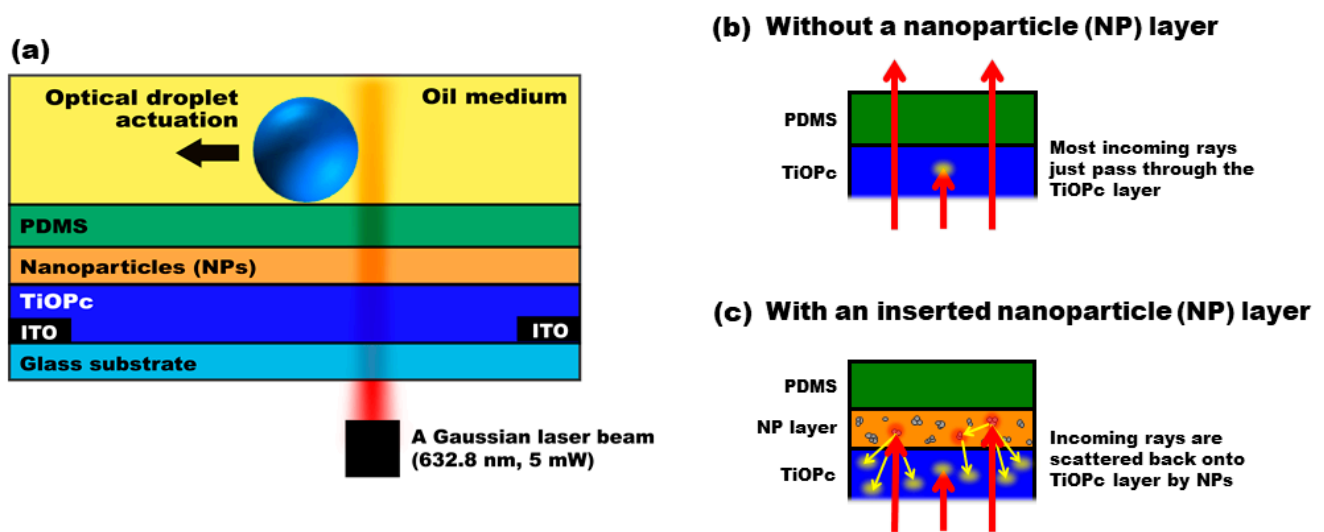 (a)
Optical droplet
actuation
Oil medium
PDMS
Nanoparticles (NPs)
TiOPc
ITO
ITO
Glass substrate
A Gaussian laser beam
(632.8 nm, 5 mW)
(b) Without a nanoparticle (NP) layer
PDMS
TiOPc
Most incoming rays
just pass through the
TiOPc layer
(c) With an inserted nanoparticle (NP) layer
PDMS
NP layer
TiOPc
Incoming rays are
scattered back onto
TiOPc layer by NPs